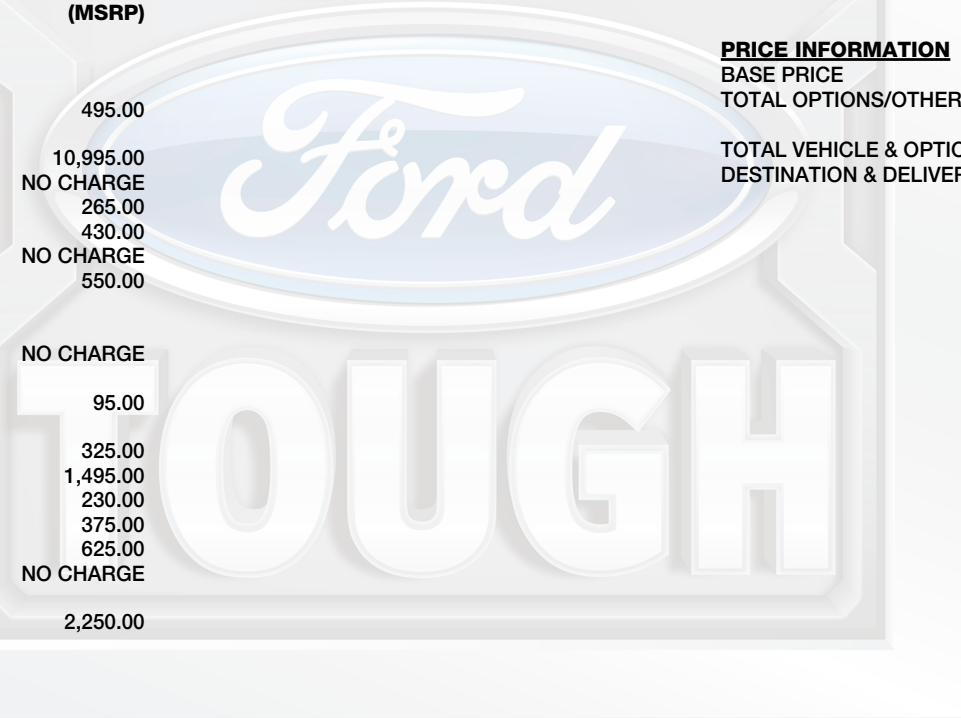 (MSRP)
495.00
10,995.00
NO CHARGE
265.00
430.00
NO CHARGE
550.00
NO CHARGE
95.00
325.00
1,495.00
230.00
375.00
625.00
NO CHARGE
2,250.00
PRICE INFORMATION
BASE PRICE
TOTAL OPTIONS/OTHER
TOTAL VEHICLE & OPTIO
DESTINATION & DELIVER
Ford
TOUGH